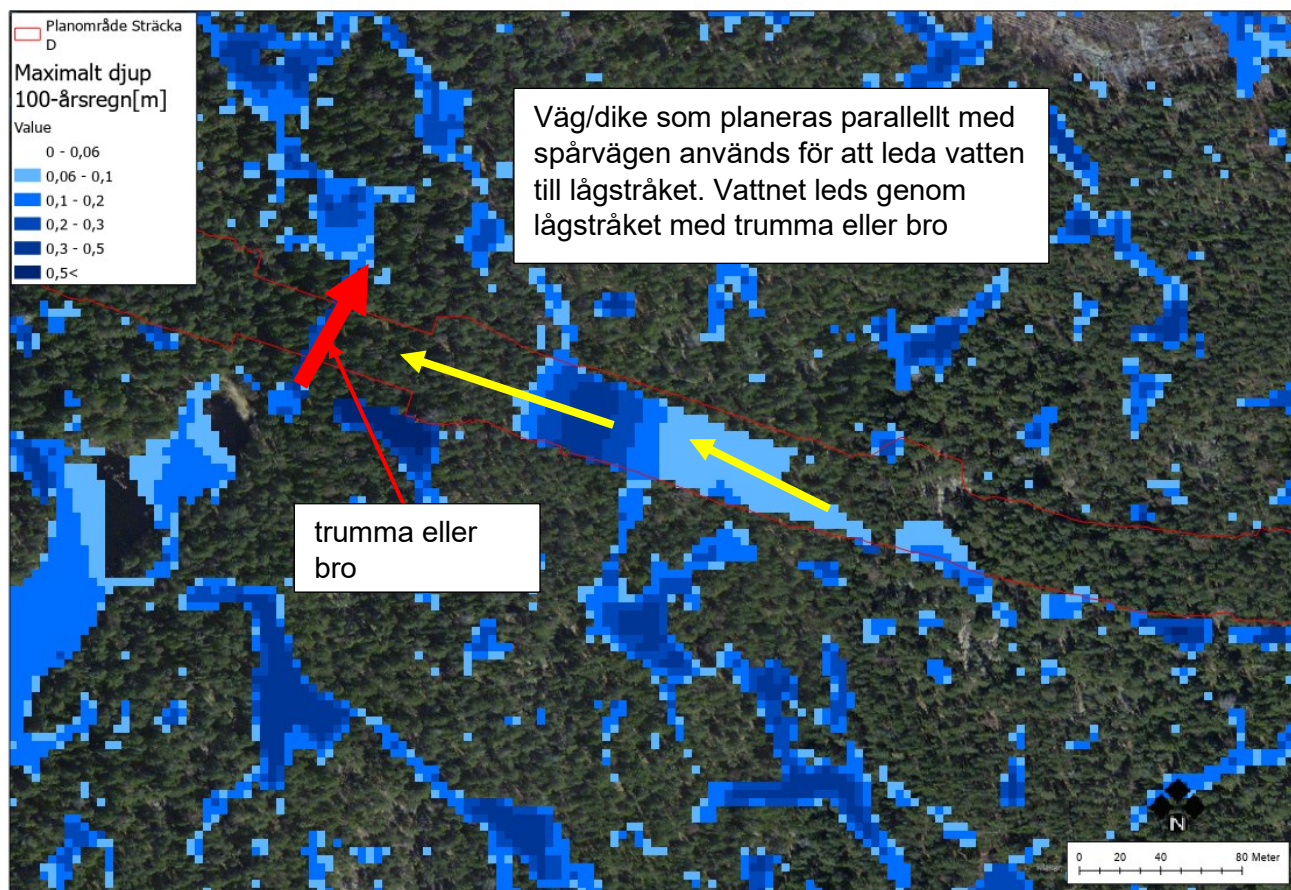 Planområde Sträcka
D
Maximalt djup
100-årsregn[m]
Value
0 - 0,06
0,06 - 0,1
0,1 - 0,2
0,2 - 0,3
0,3 - 0,5
0,5<
Väg/dike som planeras parallellt med
spårvägen används för att leda vatten
till lågstråket. Vattnet leds genom
lågstråket med trumma eller bro
trumma eller
bro
N
0 20 40 80 Meter